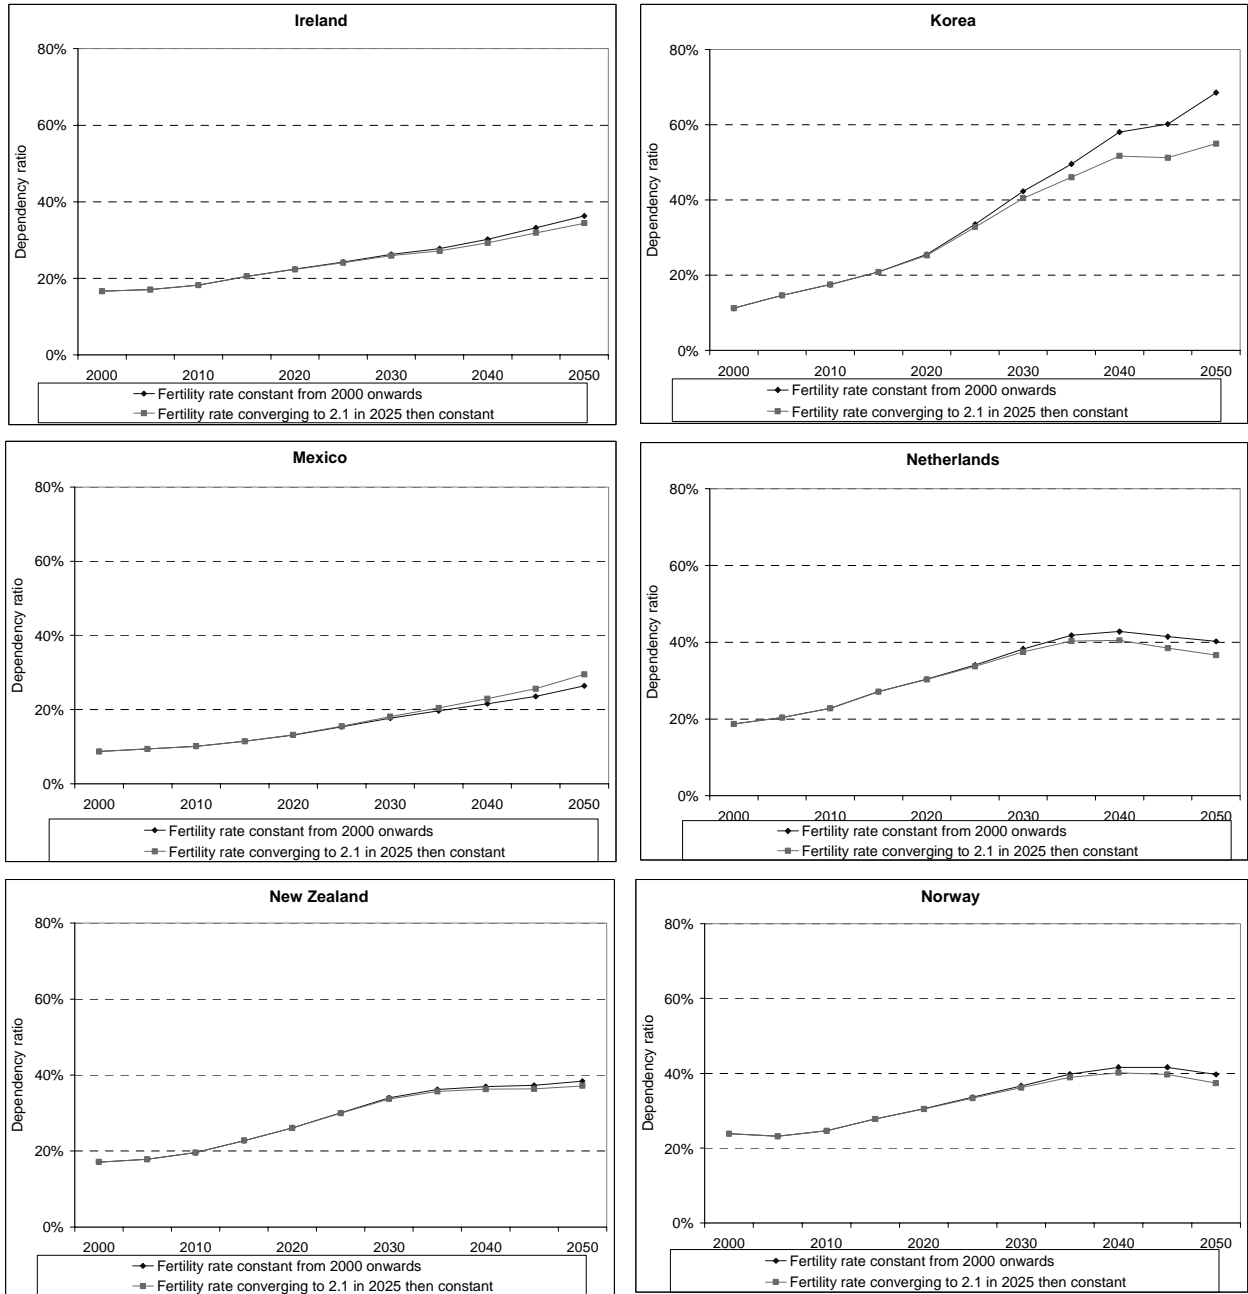 Ireland
80%
60%
40%
20%
0%
Dependency ratio
2000 2010 2020 2030 2040 2050
Fertility rate constant from 2000 onwards
Fertility rate converging to 2.1 in 2025 then constant
Korea
80%
60%
40%
20%
0%
Dependency ratio
2000 2010 2020 2030 2040 2050
Fertility rate constant from 2000 onwards
Fertility rate converging to 2.1 in 2025 then constant
Mexico
80%
60%
40%
20%
0%
Dependency ratio
2000 2010 2020 2030 2040 2050
Fertility rate constant from 2000 onwards
Fertility rate converging to 2.1 in 2025 then constant
Netherlands
80%
60%
40%
20%
0%
Dependency ratio
2000 2010 2020 2030 2040 2050
Fertility rate constant from 2000 onwards
Fertility rate converging to 2.1 in 2025 then constant
New Zealand
80%
60%
40%
20%
0%
Dependency ratio
2000 2010 2020 2030 2040 2050
Fertility rate constant from 2000 onwards
Fertility rate converging to 2.1 in 2025 then constant
Norway
80%
60%
40%
20%
0%
Dependency ratio
2000 2010 2020 2030 2040 2050
Fertility rate constant from 2000 onwards
Fertility rate converging to 2.1 in 2025 then constant